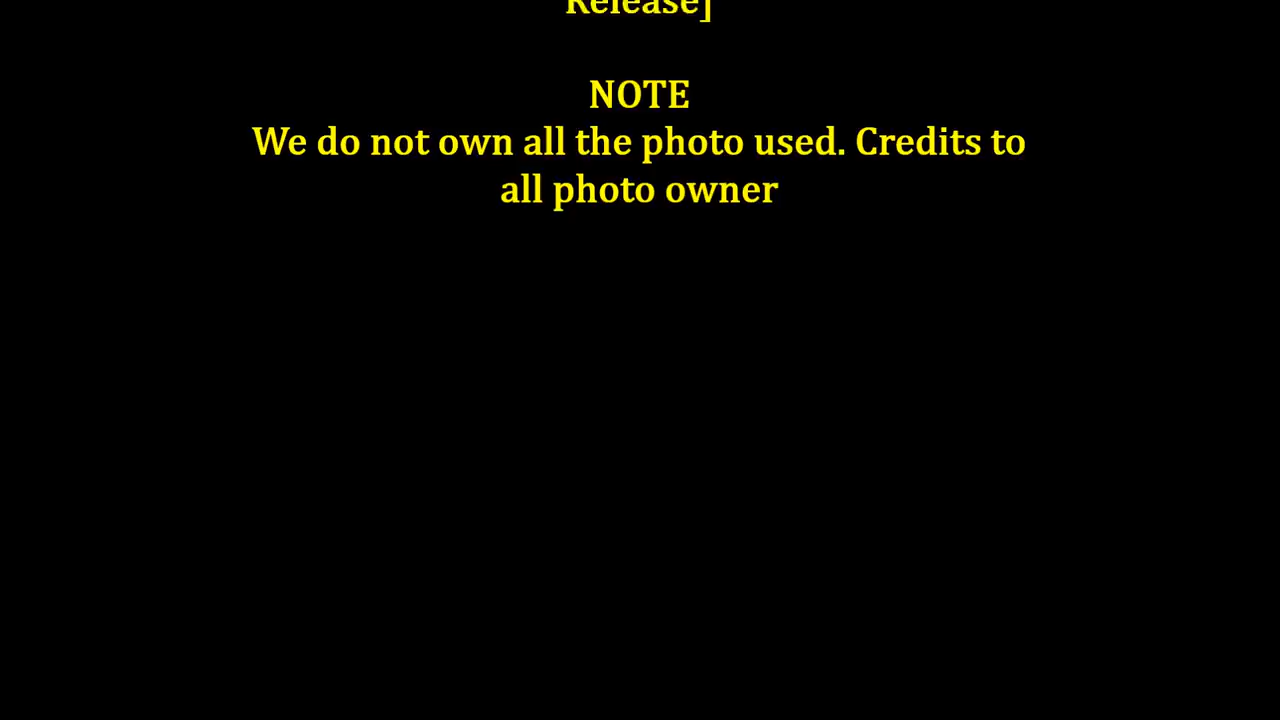 Release]
NOTE
We do not own all the photo used. Credits to
all photo owner